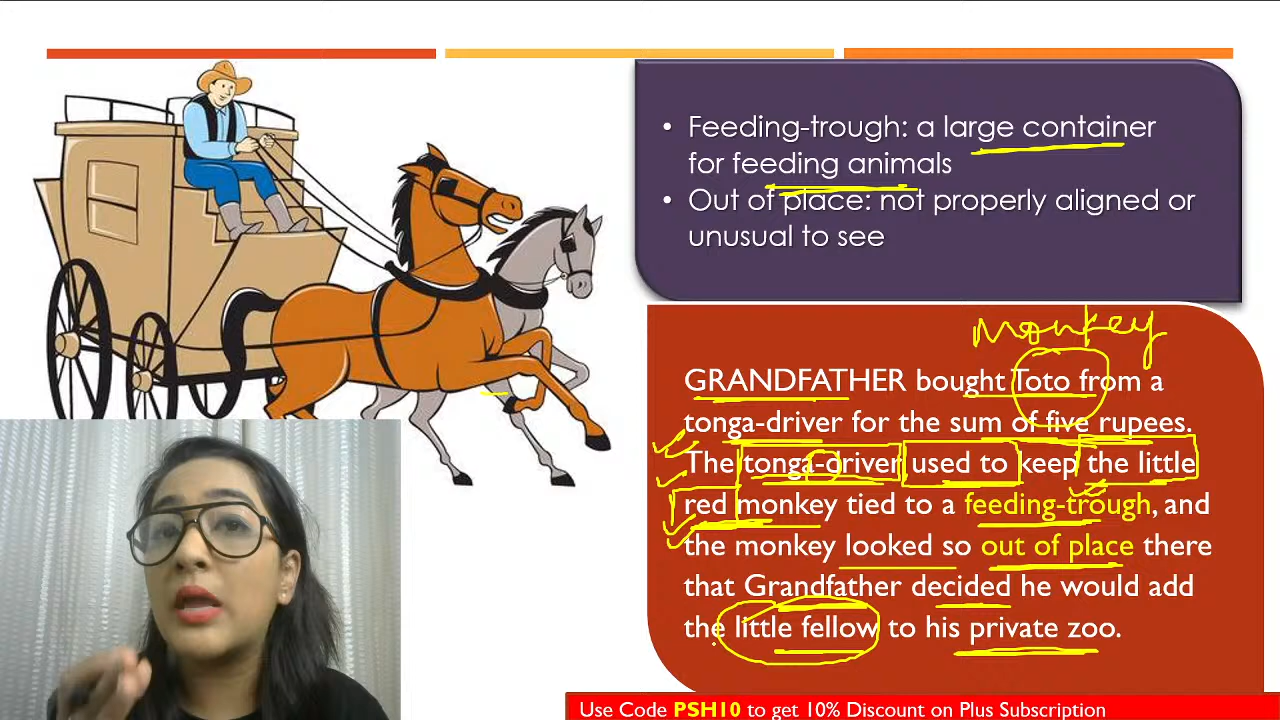 • Feeding-trough: a large container
for feeding animals
• Out of place: not properly aligned or
unusual to see
monkey
GRANDFATHER bought Toto from a
tonga-driver for the sum of five rupees.
The tonga-driver used to keep the little
red monkey tied to a feeding-trough, and
the monkey looked so out of place there
that Grandfather decided he would add
the little fellow to his private zoo.
Use Code PSH10 to get 10% Discount on Plus Subscription